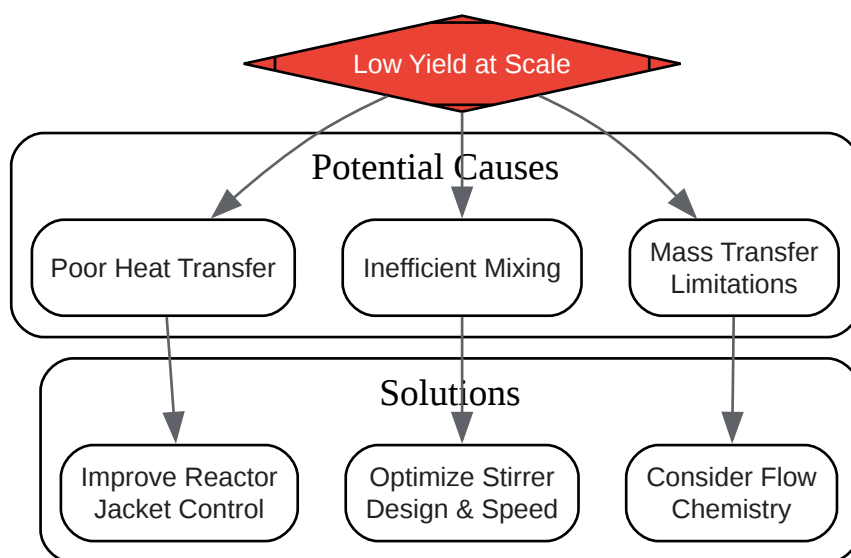 Low Yield at Scale
Potential Causes
Poor Heat Transfer
Inefficient Mixing
Mass Transfer
Limitations
Solutions
Improve Reactor
Jacket Control
Optimize Stirrer
Design & Speed
Consider Flow
Chemistry